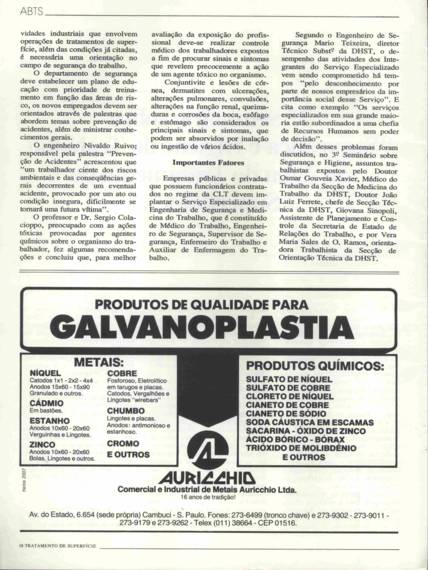 ABTS
vidades industriais que envolvem
operações de tratamentos de super-
fície, além das condições já citadas,
é necessária uma orientação no
campo de segurança do trabalho.
O departamento de segurança
deve estabelecer um plano de edu-
cação com prioridade de treina-
mento em função das áreas de ris-
co, os novos empregados devem ser
orientados através de palestras que
abordem temas sobre prevenção de
acidentes, além de ministrar conhe-
cimentos gerais.
O engenheiro Nivaldo Ruivo;
responsável pela palestra "Preven-
ção de Acidentes" acrescentou que
"um trabalhador ciente dos riscos
ambientais e das conseqüências ge-
rais decorrentes de um eventual
acidente, provocado por um ato ou
condição insegura, dificilmente se
tornará uma futura vítima".
O professor e Dr. Sergio Cola-
cioppo, preocupado com as ações
tóxicas provocadas por agentes
químicos sobre o organismo do tra-
balhador, fez algumas recomenda-
ções e concluiu que, para melhor
avaliação da exposição do profis-
sional deve-se realizar controle
médico dos trabalhadores expostos
a fim de procurar sinais e sintomas
que revelem precocemente a ação
de um agente tóxico no organismo.
Conjuntivite e lesões de cór-
nea, dermatites com ulcerações,
alterações pulmonares, convulsões,
alterações na função renal, queima-
duras e corrosões da boca, esôfago
e estômago são considerados os
principais sinais e sintomas, que
podem ser absorvidos por inalação
ou ingestão de vários ácidos.
Importantes Fatores
Empresas públicas e privadas
que possuem funcionários contrata-
dos no regime da CLT devem im-
plantar o Serviço Especializado em
Engenharia de Segurança e Medi-
cina do Trabalho, que é constituído
de Médico do Trabalho, Engenhei-
ro de Segurança, Supervisor de Se-
gurança, Enfermeiro do Trabalho e
Auxiliar de Enfermagem do Tra-
balho.
Segundo o Engenheiro de Se-
gurança Mario Teixeira, diretor
Técnico Substº da DHST, o de-
sempenho das atividades dos Inte-
grantes do Serviço Especializado
vem sendo comprometido há tem-
pos "pelo desconhecimento por
parte de nossos empresários da im-
portância social desse Serviço". E
cita como exemplo "Os serviços
especializados em sua grande maio-
ria estão subordinados a uma chefia
de Recursos Humanos sem poder
de decisão".
Além desses problemas foram
discutidos, no 3º Seminário sobre
Segurança e Higiene, assuntos tra-
balhistas expostos pelo Doutor
Osmar Gouveia Xavier, Médico do
Trabalho da Secção de Medicina do
Trabalho da DHST, Doutor João
Luiz Ferrete, chefe de Secção Téc-
nica da DHST, Giovana Sinopoli,
Assistente de Planejamento e Con-
trole da Secretaria de Estado de
Relações do Trabalho, e por Vera
Maria Sales de O. Ramos, orienta-
dora Trabalhista da Secção de
Orientação Técnica da DHST.
PRODUTOS DE QUALIDADE PARA
GALVANOPLASTIA
METAIS:
NÍQUEL
Catodos 1x1 - 2x2 - 4x4
Anodos 15x60 - 15x90
Granulado e outros.
CÁDMIO
Em bastões.
ESTANHO
Anodos 10x60 - 20x60
Verguinhas e Lingotes.
ZINCO
Anodos 10x60 - 20x60
Bolas, Lingotes e outros.
COBRE
Fosforoso, Eletrolítico
em tarugos e placas.
Catodos, Vergalhões e
Lingotes "wirebars"
CHUMBO
Lingotes e placas.
Anodos: antimonioso e
estanhoso.
CROMO
E OUTROS
PRODUTOS QUÍMICOS:
SULFATO DE NÍQUEL
SULFATO DE COBRE
CLORETO DE NÍQUEL
CIANETO DE COBRE
CIANETO DE SÓDIO
SODA CÁUSTICA EM ESCAMAS
SACARINA - ÓXIDO DE ZINCO
ÁCIDO BÓRICO - BÓRAX
TRIÓXIDO DE MOLIBDÊNIO
E OUTROS
AURICCHIO
Comercial e Industrial de Metais Auricchio Ltda.
16 anos de tradição!
Av. do Estado, 6.654 (sede própria) Cambuci - S. Paulo. Fones: 273-6499 (tronco chave) e 273-9302 - 273-9011 -
273-9179 e 273-9262 - Telex (011) 38664 - CEP 01516.
TRATAMENTO DE SUPERFÍCIE